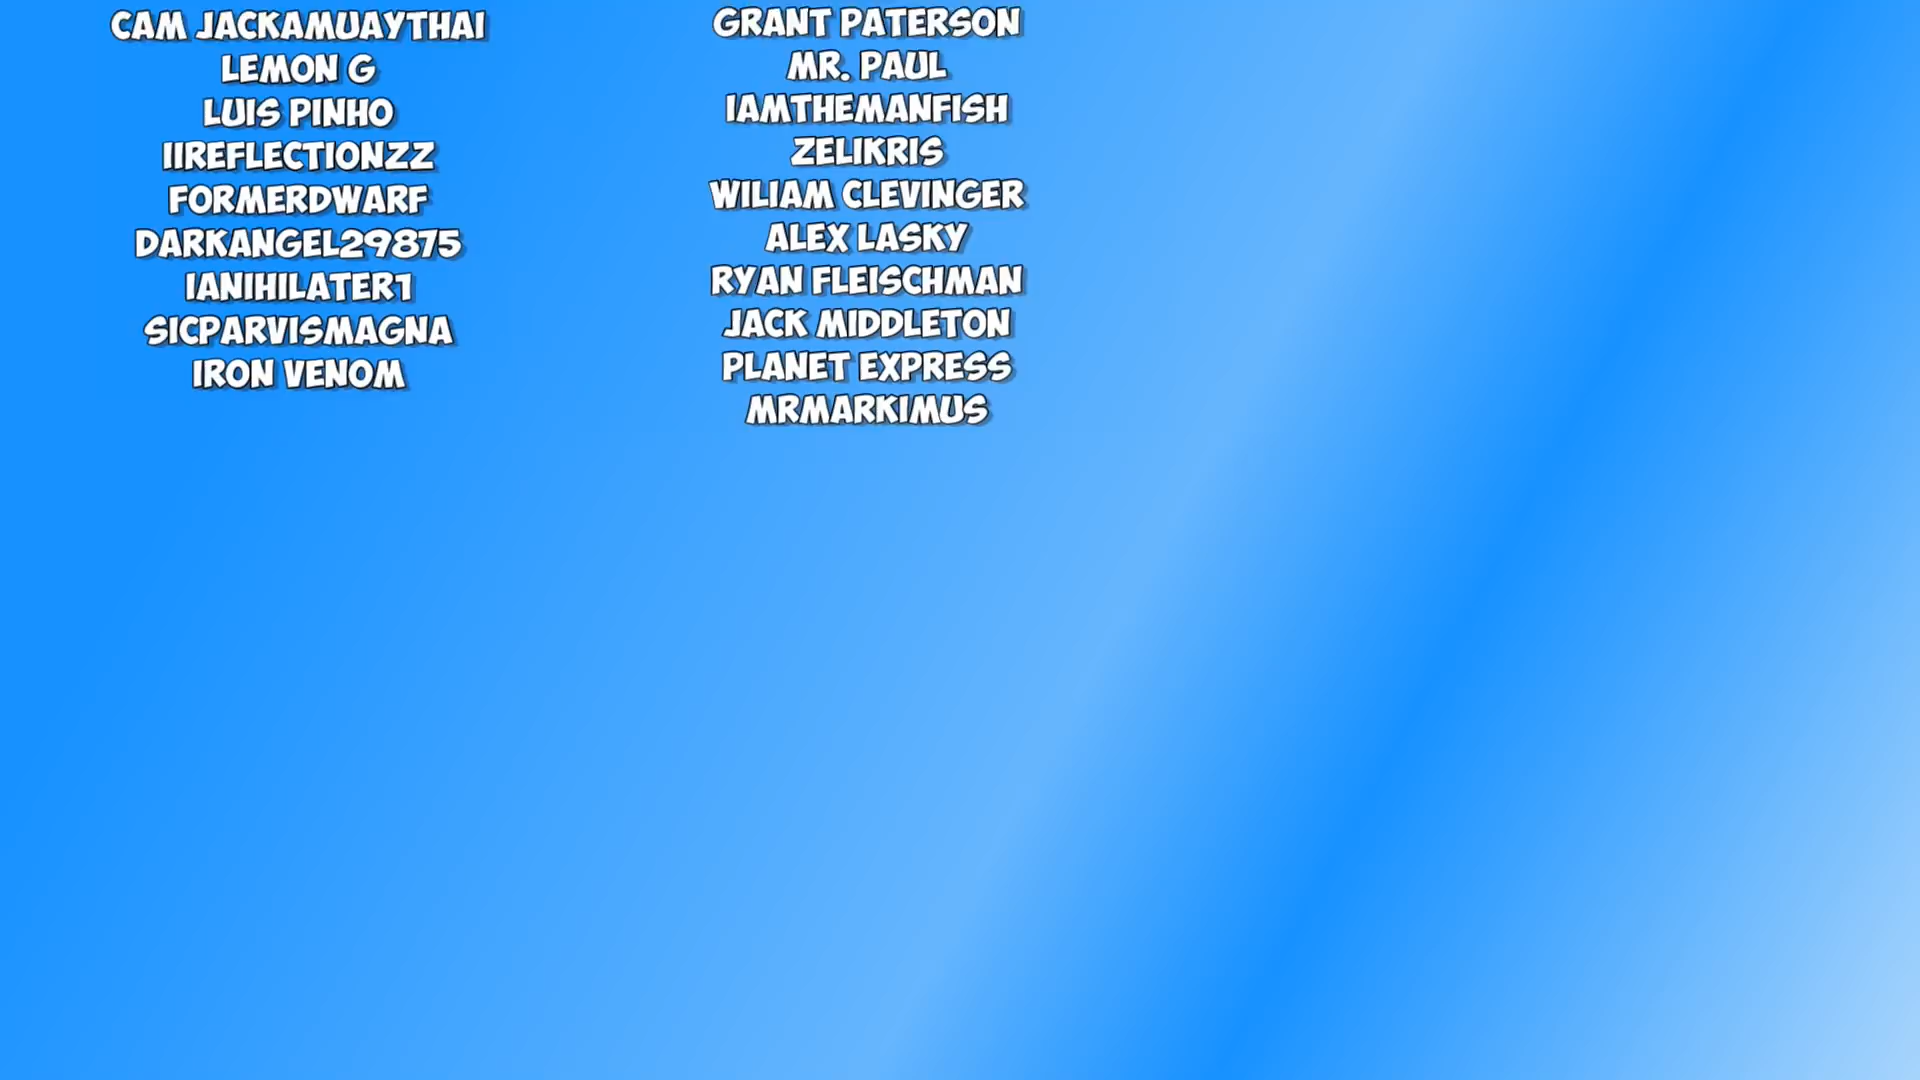 CAM JACKAMUAYTHAI
LEMON G
LUIS PINHO
IIREFLECTIONZZ
FORMERDWARF
DARKANGEL29875
IANIHILATER1
SICPARVISMAGNA
IRON VENOM
GRANT PATERSON
MR. PAUL
IAMTHEMANFISH
ZELIKRIS
WILIAM CLEVINGER
ALEX LASKY
RYAN FLEISCHMAN
JACK MIDDLETON
PLANET EXPRESS
MRMARKIMUS